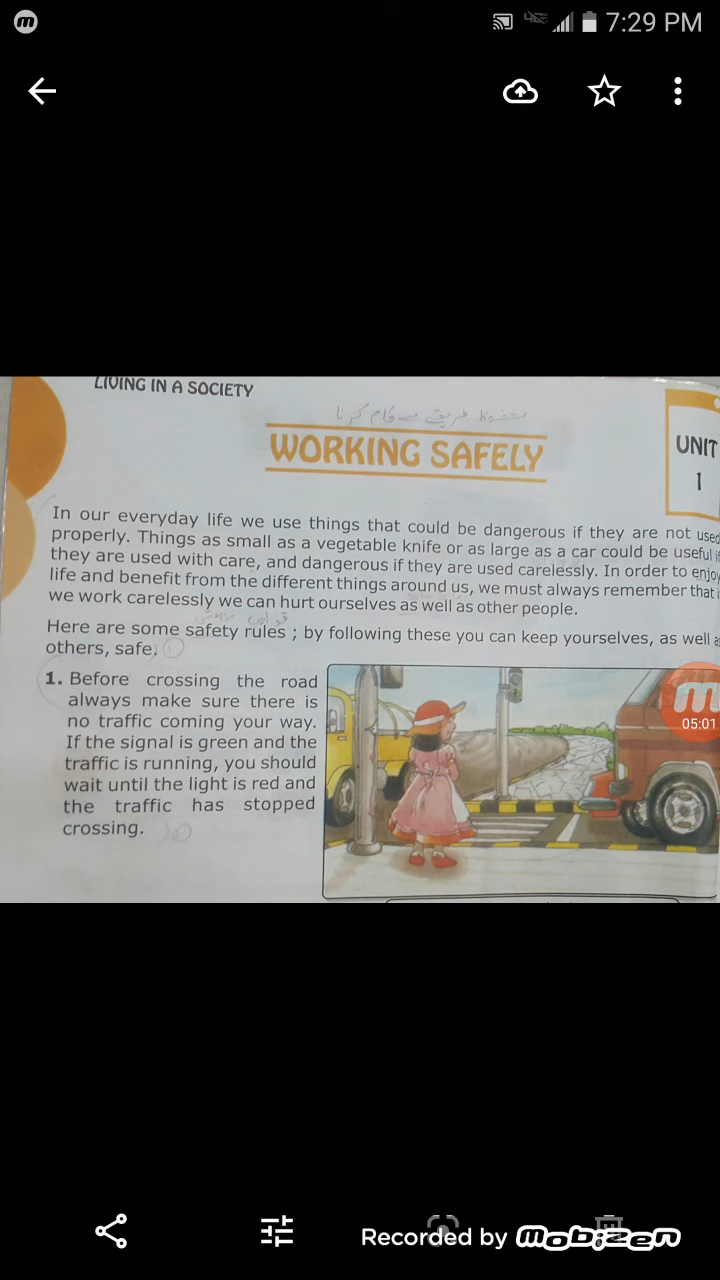 7:29 PM
LIVING IN A SOCIETY
محفوظ طریقے سے کام کرنا
WORKING SAFELY
UNIT
1
In our everyday life we use things that could be dangerous if they are not used
properly. Things as small as a vegetable knife or as large as a car could be useful if
they are used with care, and dangerous if they are used carelessly. In order to enjoy
life and benefit from the different things around us, we must always remember that i
we work carelessly we can hurt ourselves as well as other people.
Here are some safety rules ; by following these you can keep yourselves, as well as
others, safe.
1. Before crossing the road
always make sure there is
no traffic coming your way.
If the signal is green and the
traffic is running, you should
wait until the light is red and
the traffic has stopped
crossing.
05:01
Recorded by mobizen